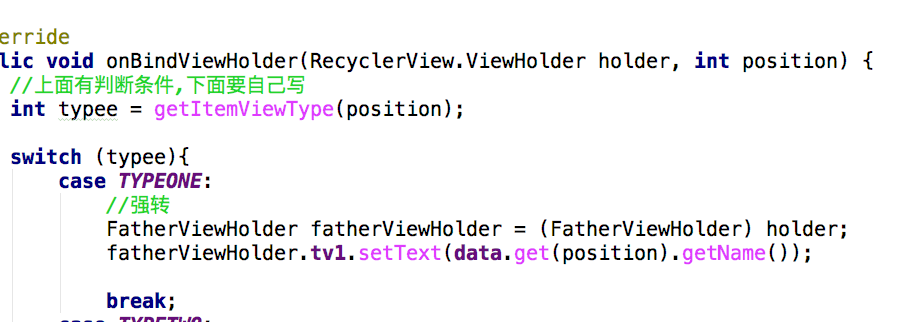 erride
lic void onBindViewHolder(RecyclerView.ViewHolder holder, int position) {
//上面有判断条件,下面要自己写
int typee = getItemViewType(position);
switch (typee){
case TYPEONE:
//强转
FatherViewHolder fatherViewHolder = (FatherViewHolder) holder;
fatherViewHolder.tv1.setText(data.get(position).getName());
break;
case TYPETWO: